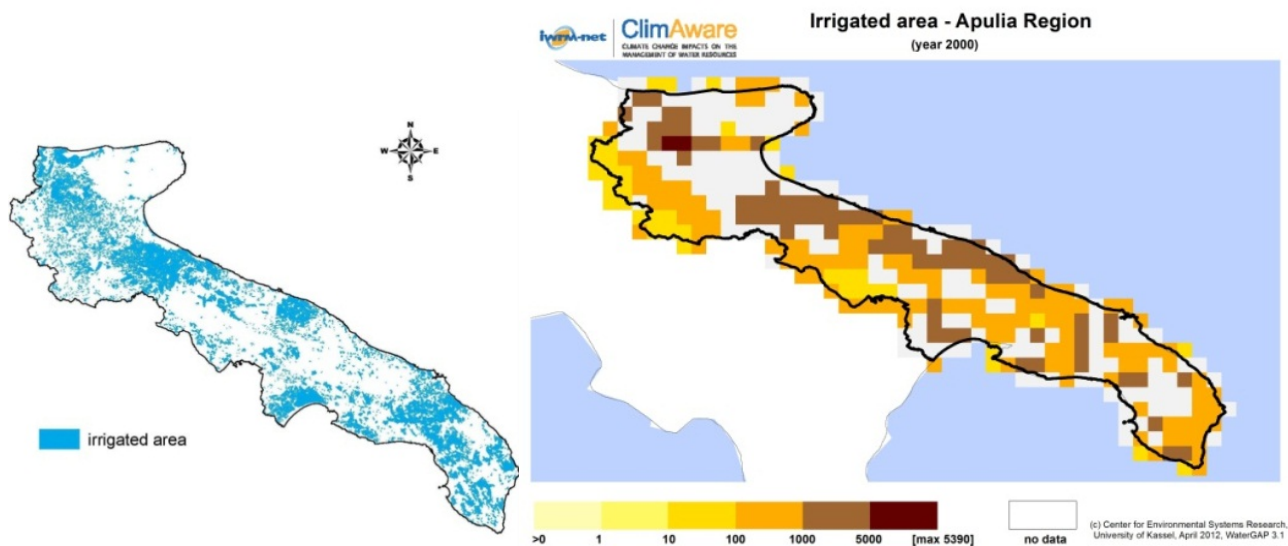 N
W E
S
irrigated area
iwrm-net
ClimAware
CLIMATE CHANGE IMPACTS ON THE
MANAGEMENT OF WATER RESOURCES
Irrigated area - Apulia Region
(year 2000)
>0 1 10 100 1000 5000 [max 5390]
no data
(c) Center for Environmental Systems Research,
University of Kassel, April 2012, WaterGAP 3.1